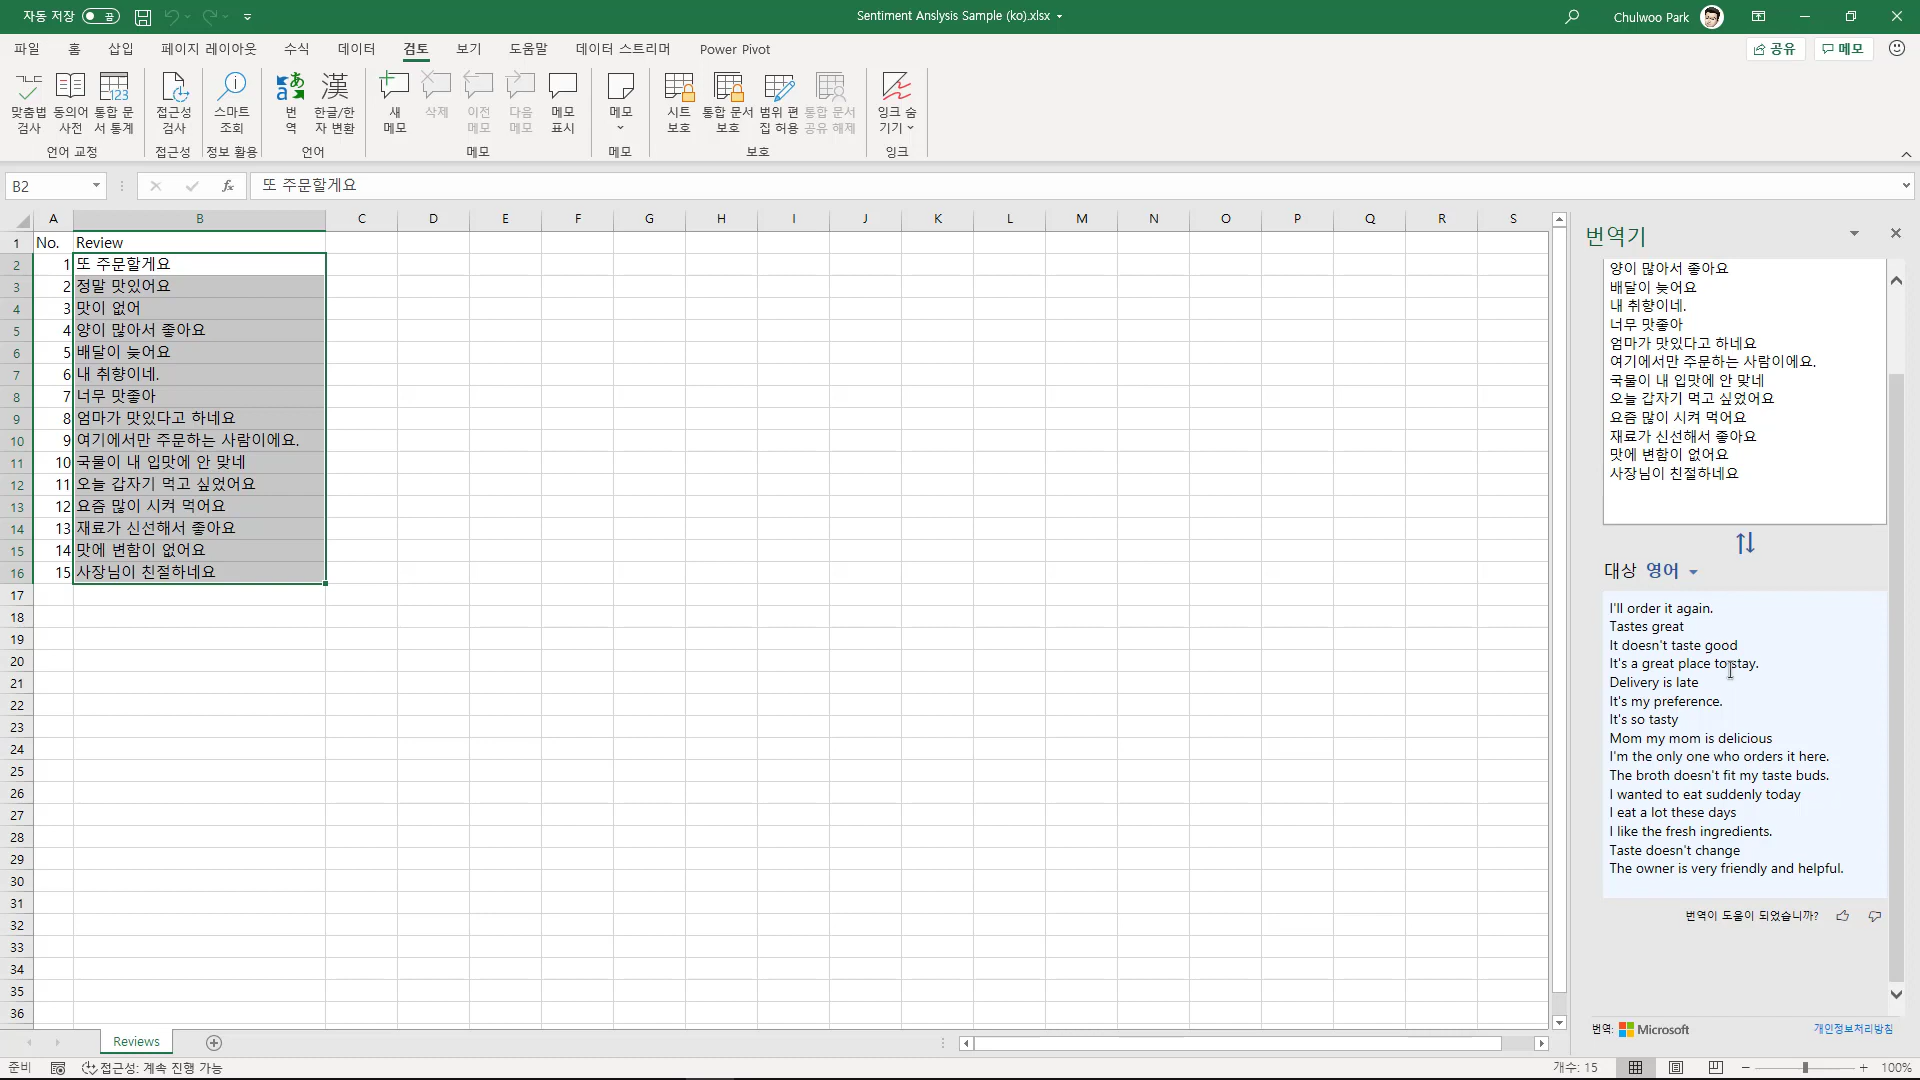 자동 저장 끔 Sentiment Anslysis Sample (ko).xlsx Chulwoo Park
파일 홈 삽입 페이지 레이아웃 수식 데이터 검토 보기 도움말 데이터 스트리머 Power Pivot 공유 메모
맞춤법 검사
동의어 사전
통합 문서 통계
접근성 검사
스마트 조회
번역
한글/한자 변환
새 메모
삭제
이전 메모
다음 메모
메모 표시
메모
시트 보호
통합 문서 보호
범위 편집 허용
통합 문서 공유 해제
잉크 숨기기
언어 교정 접근성 정보 활용 언어 메모 메모 보호 잉크
B2 fx 또 주문할게요
A B C D E F G H I J K L M N O P Q R S
1 No. Review
2 1 또 주문할게요
3 2 정말 맛있어요
4 3 맛이 없어
5 4 양이 많아서 좋아요
6 5 배달이 늦어요
7 6 내 취향이네.
8 7 너무 맛좋아
9 8 엄마가 맛있다고 하네요
10 9 여기에서만 주문하는 사람이에요.
11 10 국물이 내 입맛에 안 맞네
12 11 오늘 갑자기 먹고 싶었어요
13 12 요즘 많이 시켜 먹어요
14 13 재료가 신선해서 좋아요
15 14 맛에 변함이 없어요
16 15 사장님이 친절하네요
17
18
19
20
21
22
23
24
25
26
27
28
29
30
31
32
33
34
35
36
번역기
양이 많아서 좋아요
배달이 늦어요
내 취향이네.
너무 맛좋아
엄마가 맛있다고 하네요
여기에서만 주문하는 사람이에요.
국물이 내 입맛에 안 맞네
오늘 갑자기 먹고 싶었어요
요즘 많이 시켜 먹어요
재료가 신선해서 좋아요
맛에 변함이 없어요
사장님이 친절하네요
대상 영어
I'll order it again.
Tastes great
It doesn't taste good
It's a great place to stay.
Delivery is late
It's my preference.
It's so tasty
Mom my mom is delicious
I'm the only one who orders it here.
The broth doesn't fit my taste buds.
I wanted to eat suddenly today
I eat a lot these days
I like the fresh ingredients.
Taste doesn't change
The owner is very friendly and helpful.
번역이 도움이 되었습니까?
번역: Microsoft 개인정보처리방침
Reviews
준비 접근성: 계속 진행 가능 개수: 15 100%